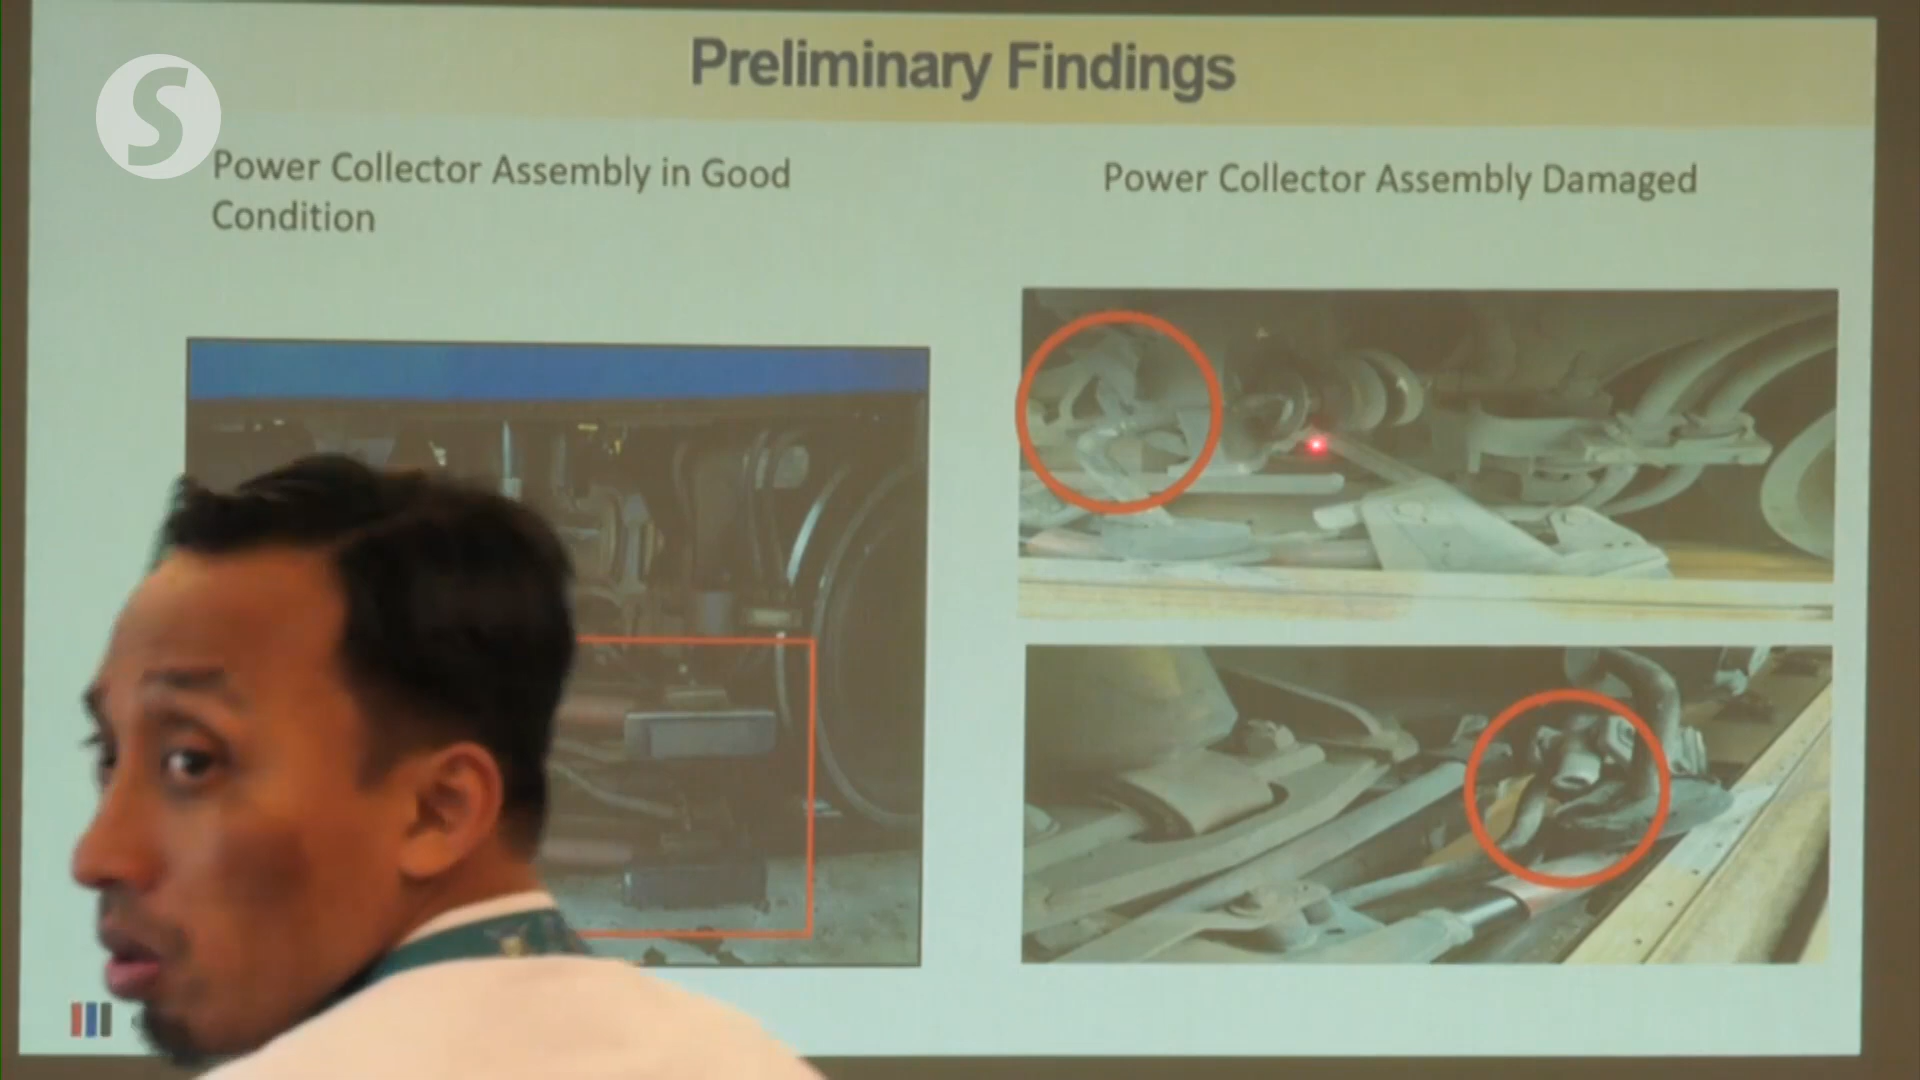 Preliminary Findings
S
Power Collector Assembly in Good
Condition
Power Collector Assembly Damaged